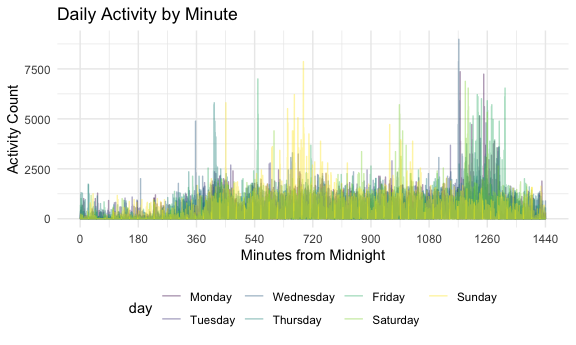 Daily Activity by Minute
Activity Count
7500
5000
2500
0
0 180 360 540 720 900 1080 1260 1440
Minutes from Midnight
day
Monday Wednesday Friday Sunday
Tuesday Thursday Saturday